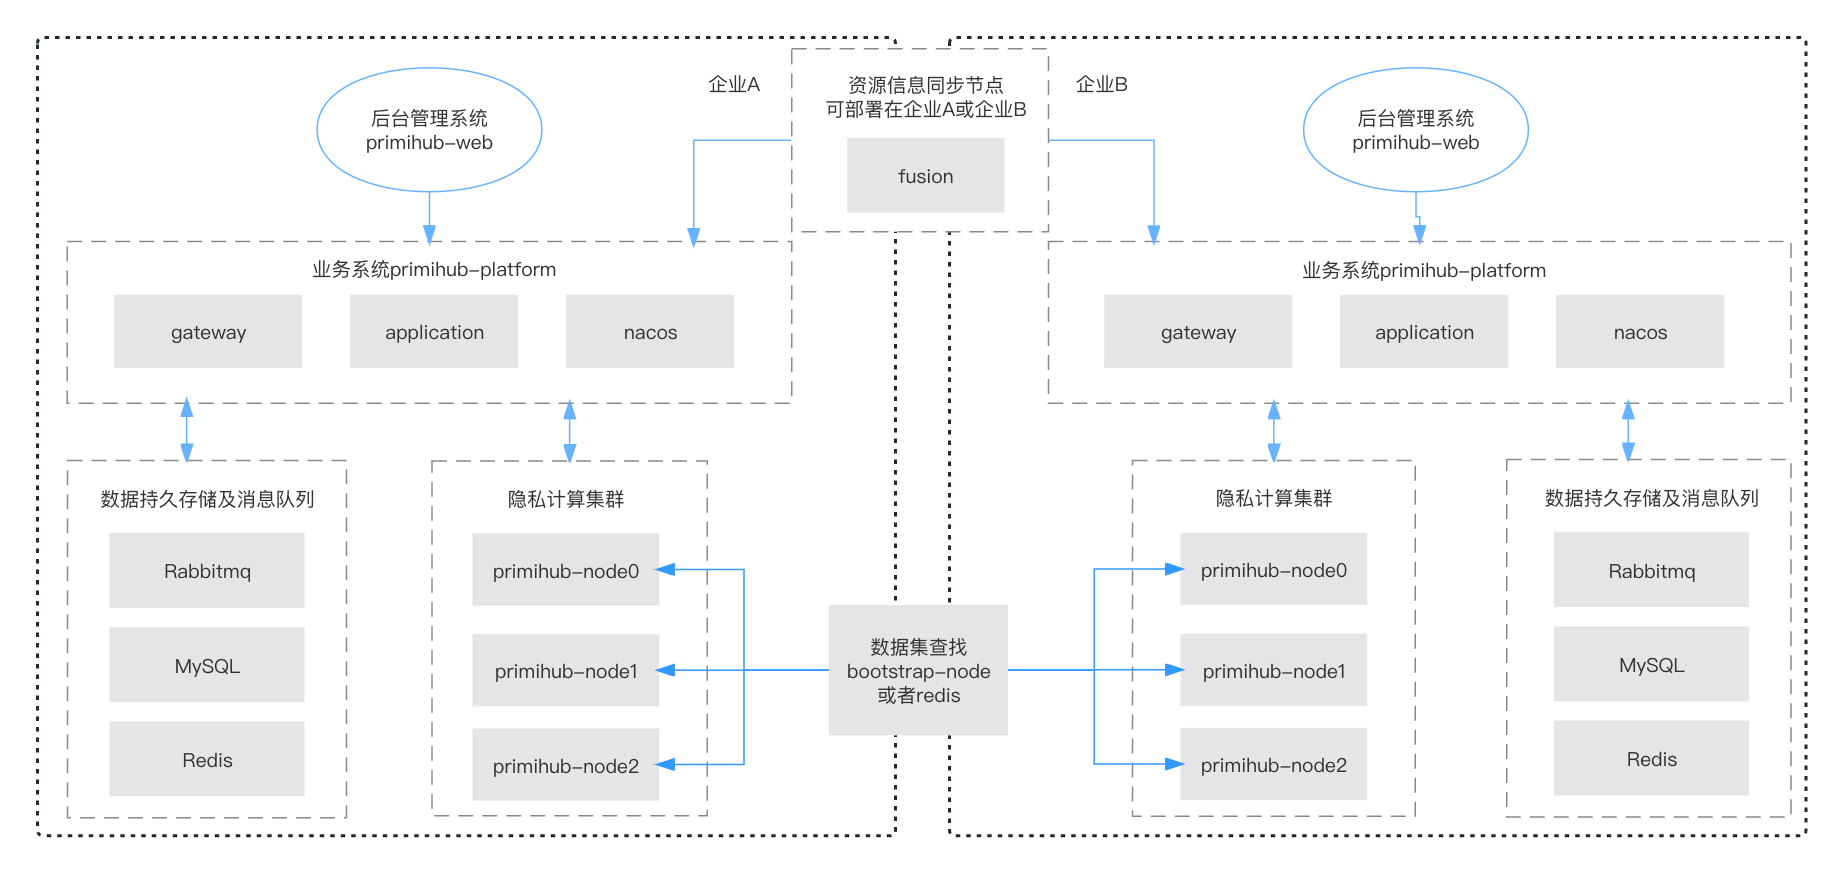 企业A
资源信息同步节点
可部署在企业A或企业B
fusion
企业B
后台管理系统
primihub-web
业务系统primihub-platform
gateway
application
nacos
数据持久存储及消息队列
Rabbitmq
MySQL
Redis
隐私计算集群
primihub-node0
primihub-node1
primihub-node2
数据集查找
bootstrap-node
或者redis
后台管理系统
primihub-web
业务系统primihub-platform
gateway
application
nacos
隐私计算集群
primihub-node0
primihub-node1
primihub-node2
数据持久存储及消息队列
Rabbitmq
MySQL
Redis